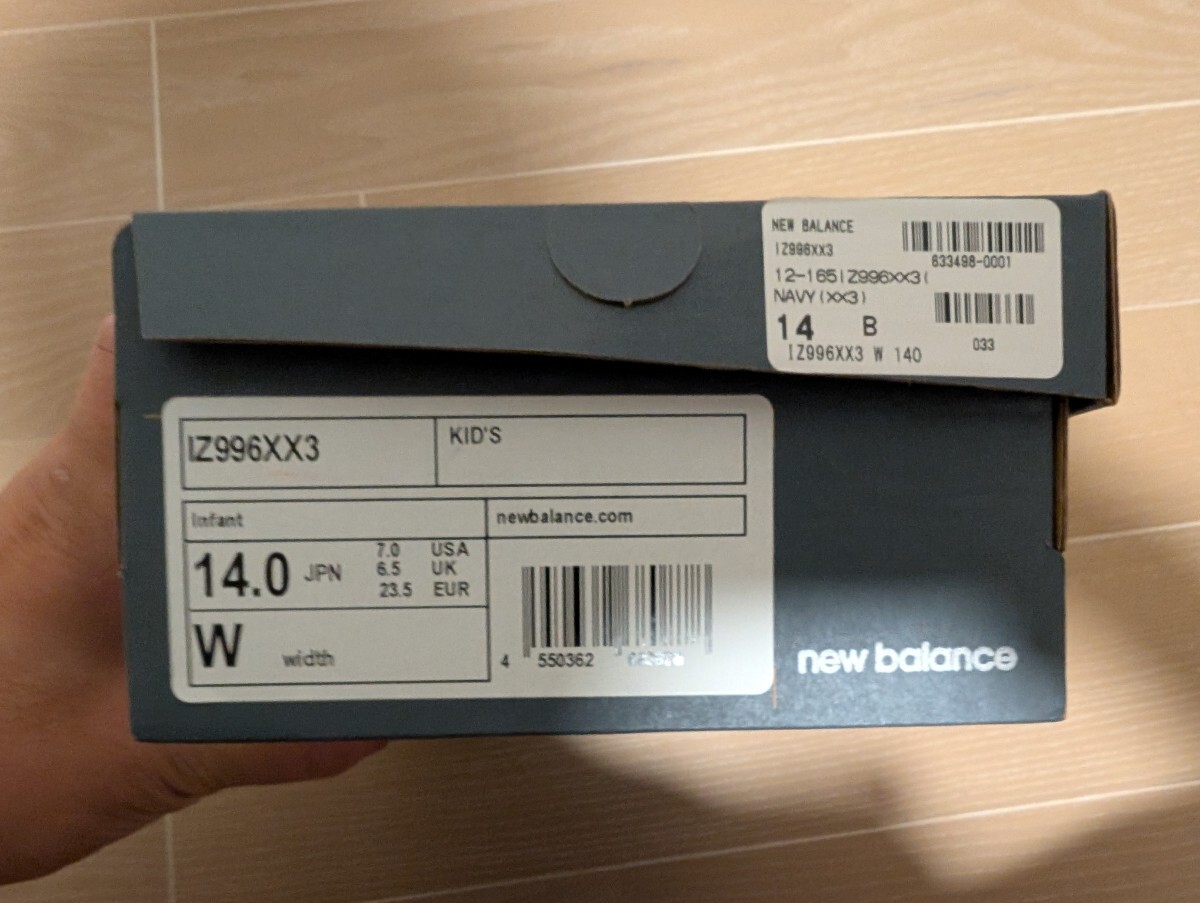 NEW BALANCE
IZ996XX3
633498-0001
12-165IZ996XX3(
NAVY(XX3)
14 B
033
IZ996XX3 W 140
IZ996XX3
KID'S
Infant
newbalance.com
14.0 JPN
7.0 USA
6.5 UK
23.5 EUR
W width
4 550362
new balance